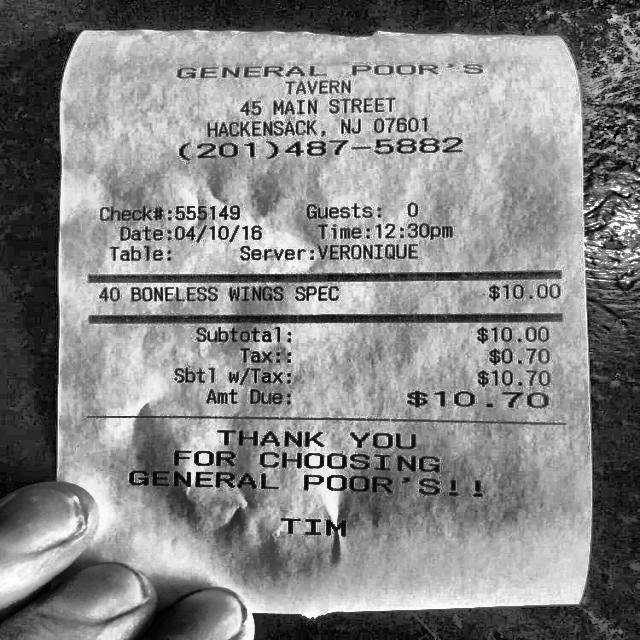 GENERAL POOR'S
TAVERN
45 MAIN STREET
HACKENSACK, NJ 07601
(201)487-5882
Check#:555149 Guests: 0
Date:04/10/16 Time:12:30pm
Table: Server:VERONIQUE
40 BONELESS WINGS SPEC $10.00
Subtotal: $10.00
Tax:: $0.70
Sbtl w/Tax: $10.70
Amt Due: $10.70
THANK YOU
FOR CHOOSING
GENERAL POOR'S!!
TIM